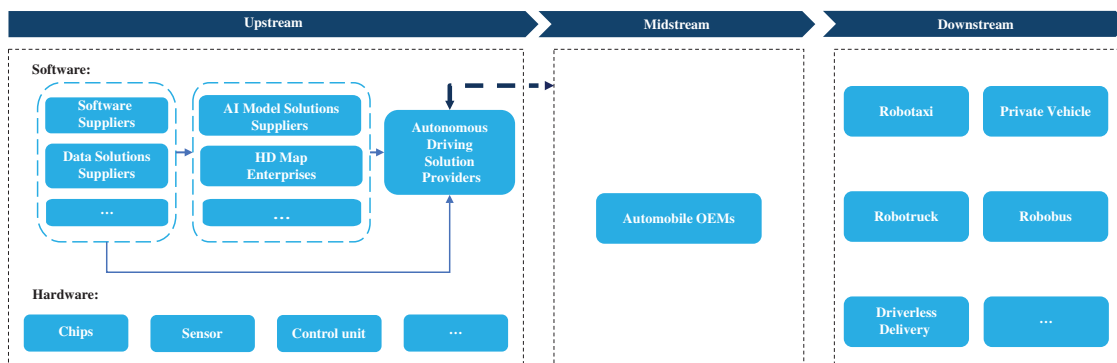 Upstream
Midstream
Downstream
Software:
Software
Suppliers
Data Solutions
Suppliers
...
AI Model Solutions
Suppliers
HD Map
Enterprises
...
Autonomous
Driving
Solution
Providers
Hardware:
Chips
Sensor
Control unit
...
Automobile OEMs
Robotaxi
Private Vehicle
Robotruck
Robobus
Driverless
Delivery
...